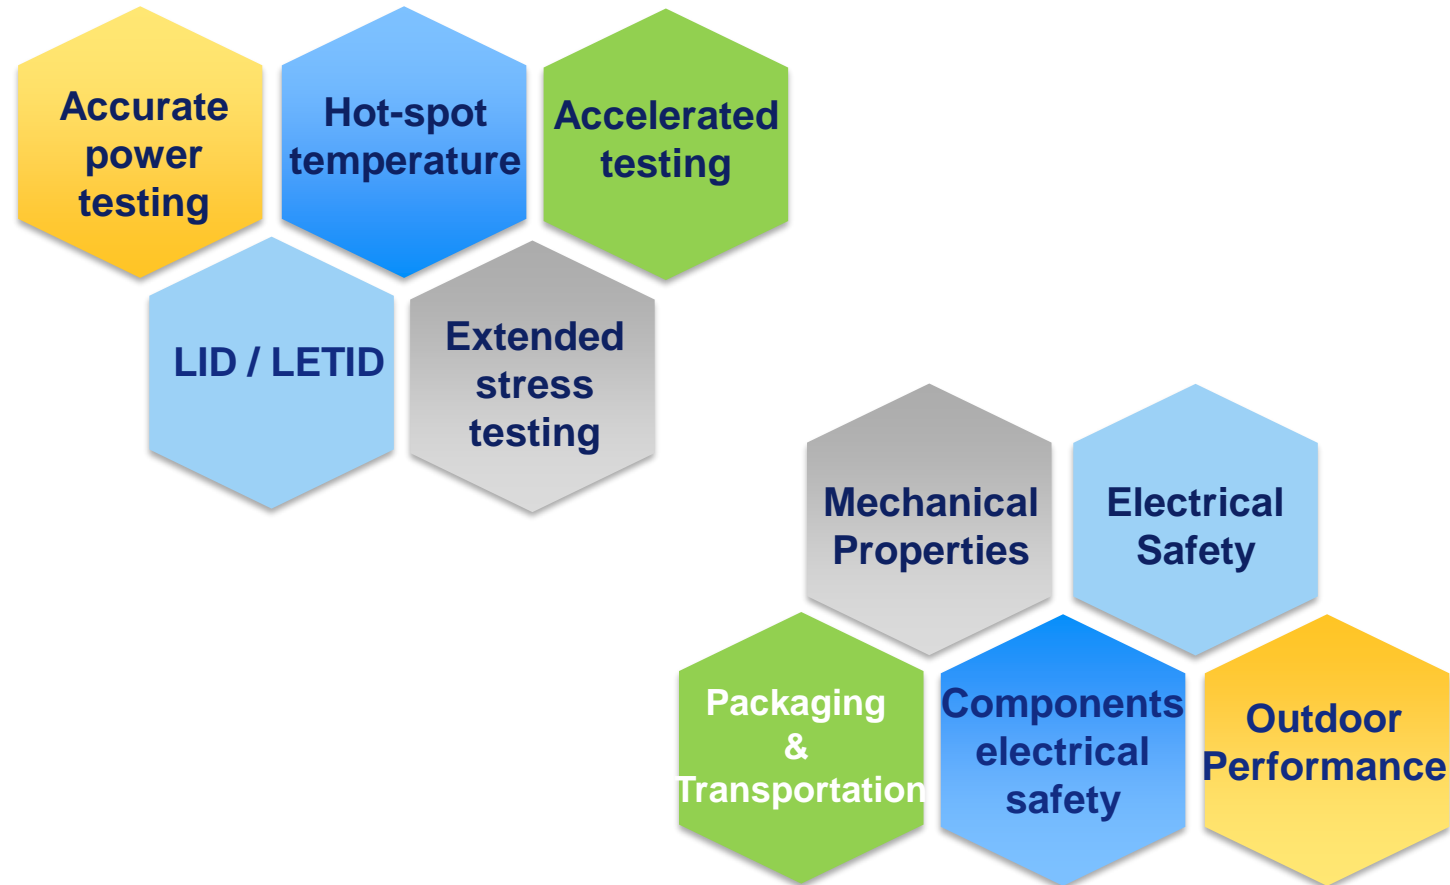 Accurate
power
testing
Hot-spot
temperature
Accelerated
testing
LID / LETID
Extended
stress
testing
Mechanical
Properties
Electrical
Safety
Packaging
&
Transportation
Components
electrical
safety
Outdoor
Performance